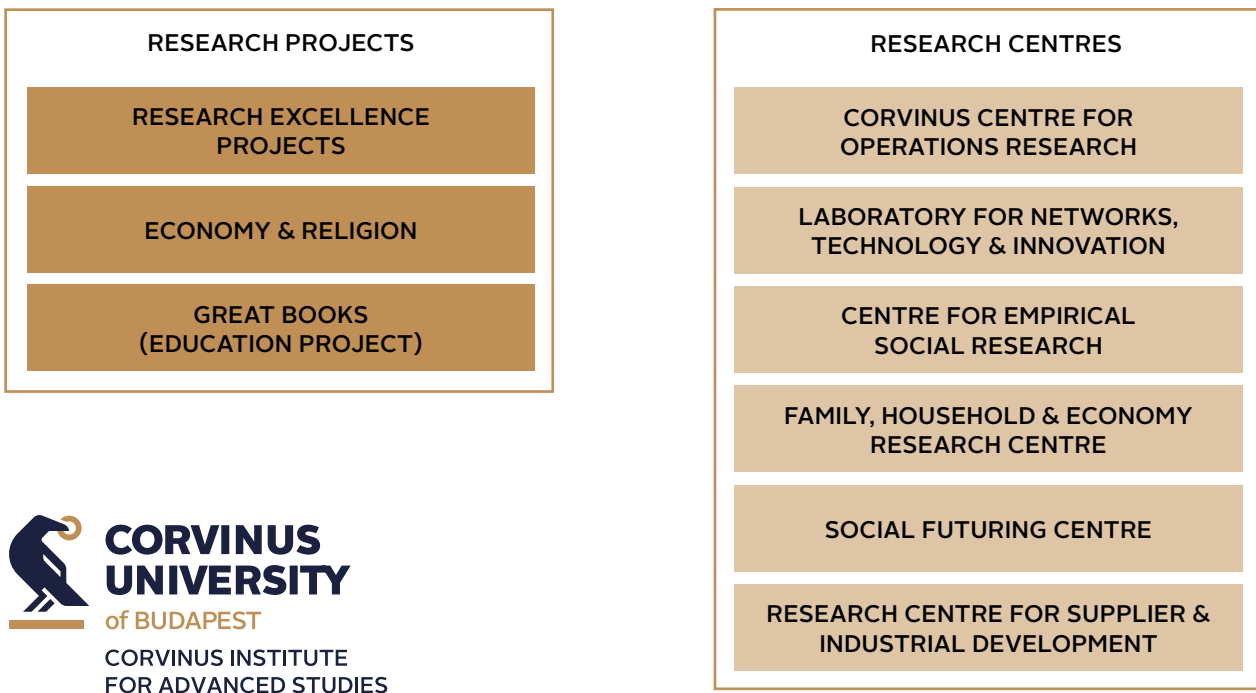 RESEARCH PROJECTS
RESEARCH EXCELLENCE
PROJECTS
ECONOMY & RELIGION
GREAT BOOKS
(EDUCATION PROJECT)
RESEARCH CENTRES
CORVINUS CENTRE FOR
OPERATIONS RESEARCH
LABORATORY FOR NETWORKS,
TECHNOLOGY & INNOVATION
CENTRE FOR EMPIRICAL
SOCIAL RESEARCH
FAMILY, HOUSEHOLD & ECONOMY
RESEARCH CENTRE
SOCIAL FUTURING CENTRE
RESEARCH CENTRE FOR SUPPLIER &
INDUSTRIAL DEVELOPMENT
CORVINUS
UNIVERSITY
of BUDAPEST
CORVINUS INSTITUTE
FOR ADVANCED STUDIES